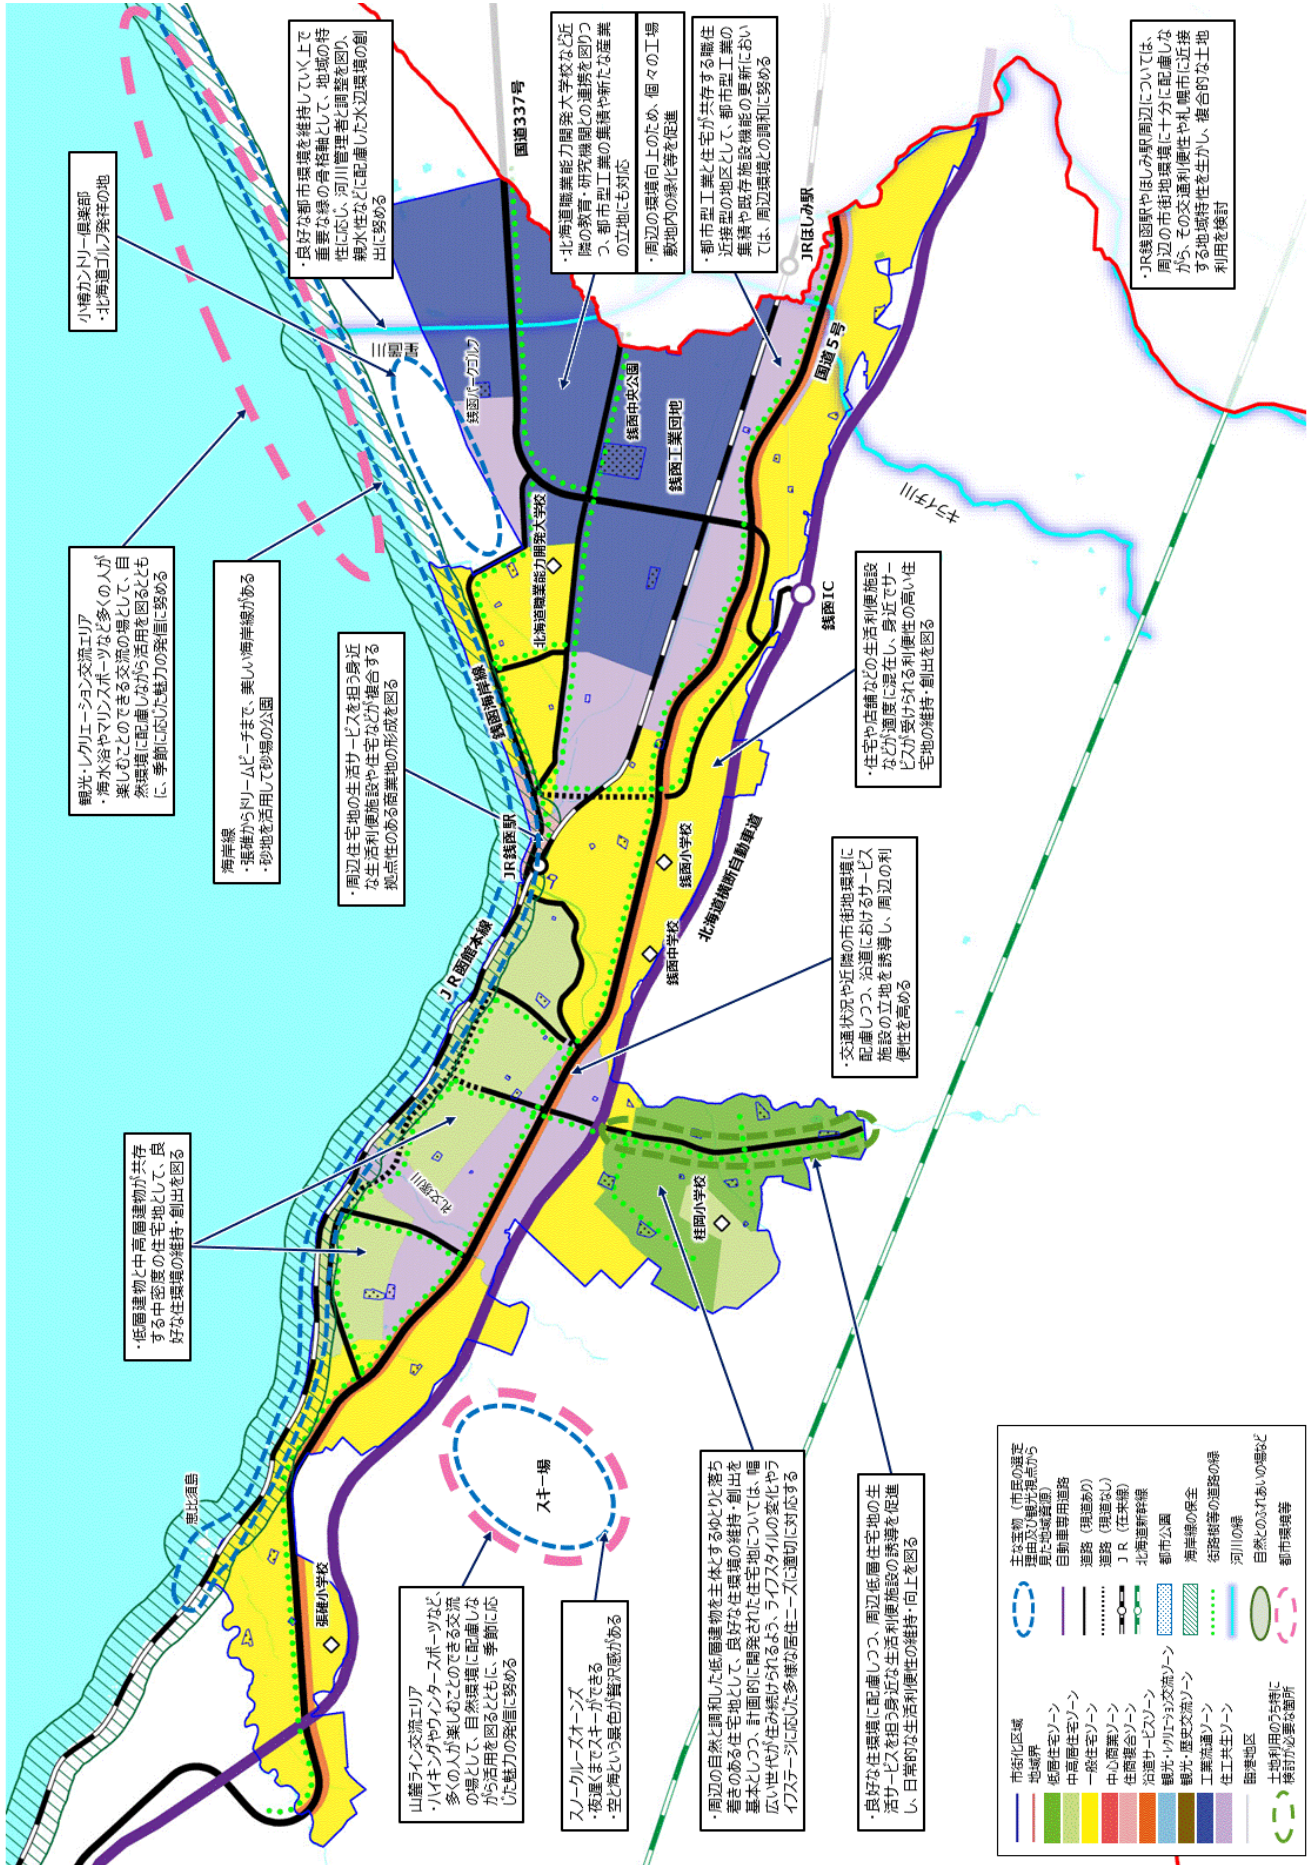 ・良好な都市環境を維持していく上で
重要な緑の骨格軸として、地域の特
性に応じ、河川管理者と調整を図り、
親水性などに配慮した水辺環境の創
出に努める
小樽カントリー倶楽部
・北海道ゴルフ発祥の地
観光・レクリエーション交流エリア
・海水浴やマリンスポーツなど多くの人が
楽しむことのできる交流の場として、自
然環境に配慮しながら活用を図るととも
に、季節に応じた魅力の発信に努める
海岸線
・張碓からドリームビーチまで、美しい海岸線がある
・砂地を活用して砂場の公園
・周辺住宅地の生活サービスを担う身近
な生活利便施設や住宅などが複合する
拠点性のある商業地の形成を図る
・低層建物と中高層建物が共存
する中密度の住宅地として、良
好な住環境の維持・創出を図る
・北海道職業能力開発大学校など近
隣の教育・研究機関との連携を図りつ
つ、都市型工業の集積や新たな産業
の立地にも対応
・周辺の環境向上のため、個々の工場
敷地内の緑化等を促進
・都市型工業と住宅が共存する職住
近接型の地区として、都市型工業の
集積や既存施設機能の更新におい
ては、周辺環境との調和に努める
・JR銭函駅やほしみ駅周辺については、
周辺の市街地環境に十分に配慮しな
がら、その交通利便性や札幌市に近接
する地域特性を生かし、複合的な土地
利用を検討
・住宅や店舗などの生活利便施設
などが適度に混在し、身近でサー
ビスが受けられる利便性の高い住
宅地の維持・創出を図る
・交通状況や近隣の市街地環境に
配慮しつつ、沿道におけるサービス
施設の立地を誘導し、周辺の利
便性を高める
山麓ライン交流エリア
・ハイキングやウィンタースポーツなど、
多くの人が楽しむことのできる交流
の場として、自然環境に配慮しな
がら活用を図るとともに、季節に応
じた魅力の発信に努める
スノークルーズオーンズ
・夜遅くまでスキーができる
・空と海という景色が贅沢感がある
・周辺の自然と調和した低層建物を主体とするゆとりと落ち
着きのある住宅地として、良好な住環境の維持・創出を
基本としつつ、計画的に開発された住宅地については、幅
広い世代が住み続けられるよう、ライフスタイルの変化やラ
イフステージに応じた多様な居住ニーズに適切に対応する
・良好な住環境に配慮しつつ、周辺低層住宅地の生
活サービスを担う身近な生活利便施設の誘導を促進
し、日常的な生活利便性の維持・向上を図る
国道337号
JRほしみ駅
国道5号
銭函パークゴルフ
銭函中央公園
銭函工業団地
北海道職業能力開発大学校
銭函海岸線
キライチ川
銭函IC
JR銭函駅
JR函館本線
銭函小学校
銭函中学校
北海道横断自動車道
札文塚川
桂岡小学校
恵比須島
張碓小学校
スキー場
市街化区域
地域界
低層住宅ゾーン
中高層住宅ゾーン
一般住宅ゾーン
中心商業ゾーン
住商複合ゾーン
沿道サービスゾーン
観光・レクリエーション交流ゾーン
観光・歴史交流ゾーン
工業流通ゾーン
住工共生ゾーン
臨港地区
土地利用のうち特に
検討が必要な箇所
主な宝物（市民の選定
理由及び観光視点から
見た地域資源）
自動車専用道路
道路（現道あり）
道路（現道なし）
JR（在来線）
北海道新幹線
都市公園
海岸線の保全
街路樹等の道路の緑
河川の緑
自然とのふれあいの場など
都市環境等